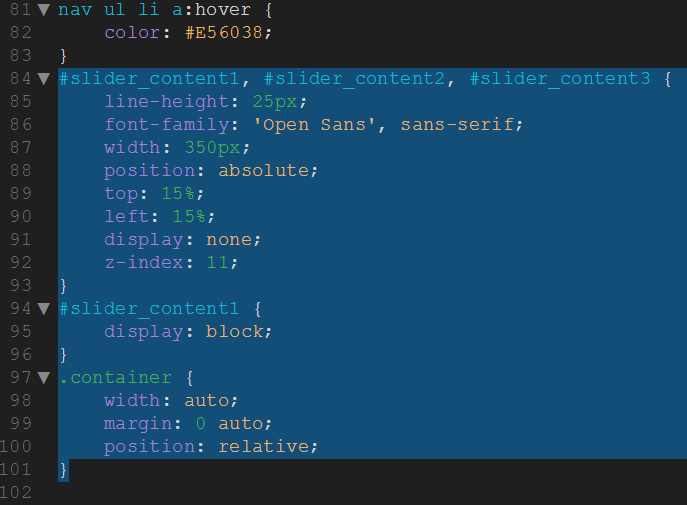 81 nav ul li a:hover {
82 color: #E56038;
83 }
84 #slider_content1, #slider_content2, #slider_content3 {
85 line-height: 25px;
86 font-family: 'Open Sans', sans-serif;
87 width: 350px;
88 position: absolute;
89 top: 15%;
90 left: 15%;
91 display: none;
92 z-index: 11;
93 }
94 #slider_content1 {
95 display: block;
96 }
97 .container {
98 width: auto;
99 margin: 0 auto;
100 position: relative;
101 }
102